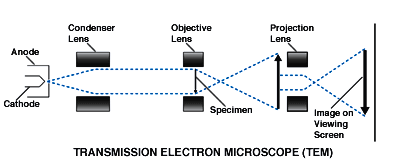 Condenser
Lens
Objective
Lens
Projection
Lens
Anode
Cathode
Specimen
Image on
Viewing
Screen
TRANSMISSION ELECTRON MICROSCOPE (TEM)